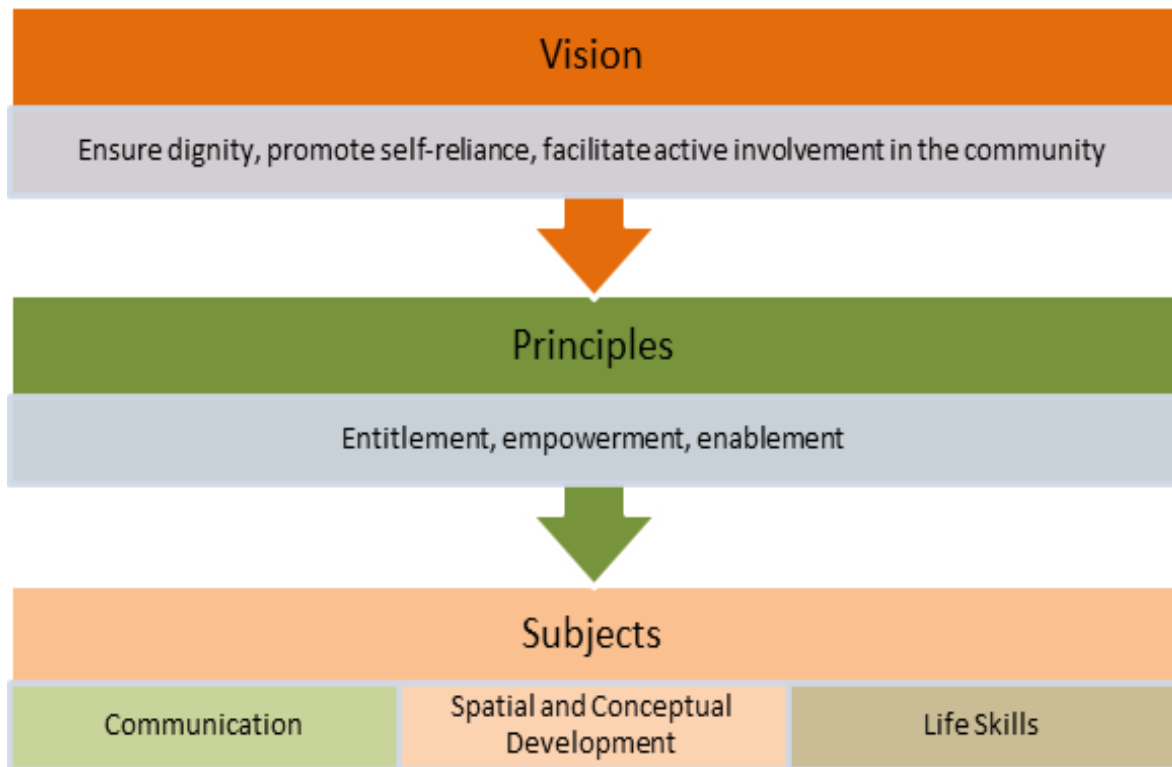 Vision
Ensure dignity, promote self-reliance, facilitate active involvement in the community
Principles
Entitlement, empowerment, enablement
Subjects
Communication
Spatial and Conceptual
Development
Life Skills